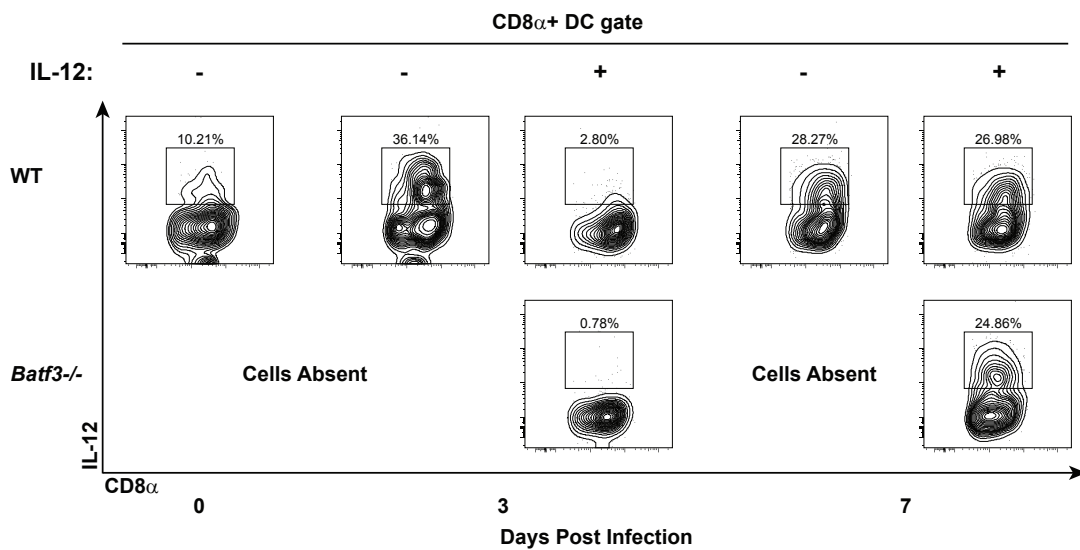 CD8α+ DC gate
IL-12: - - + - +
WT
10.21% 36.14% 2.80% 28.27% 26.98%
Batf3-/-
Cells Absent 0.78% Cells Absent 24.86%
IL-12
CD8α
0 3 7
Days Post Infection